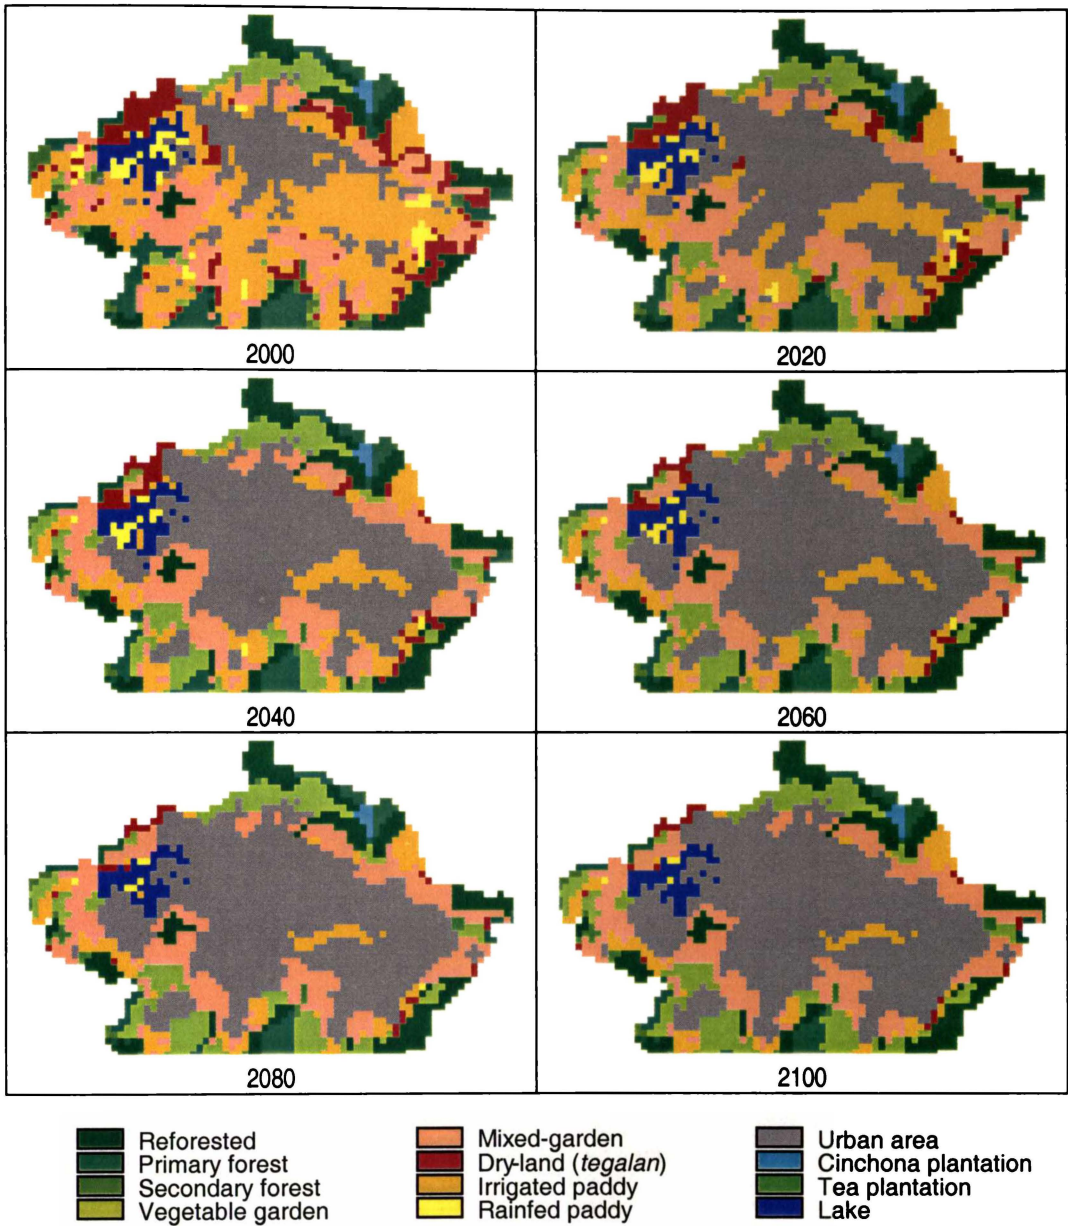 2000
2020
2040
2060
2080
2100
Reforested
Primary forest
Secondary forest
Vegetable garden
Mixed-garden
Dry-land (tegalan)
Irrigated paddy
Rainfed paddy
Urban area
Cinchona plantation
Tea plantation
Lake